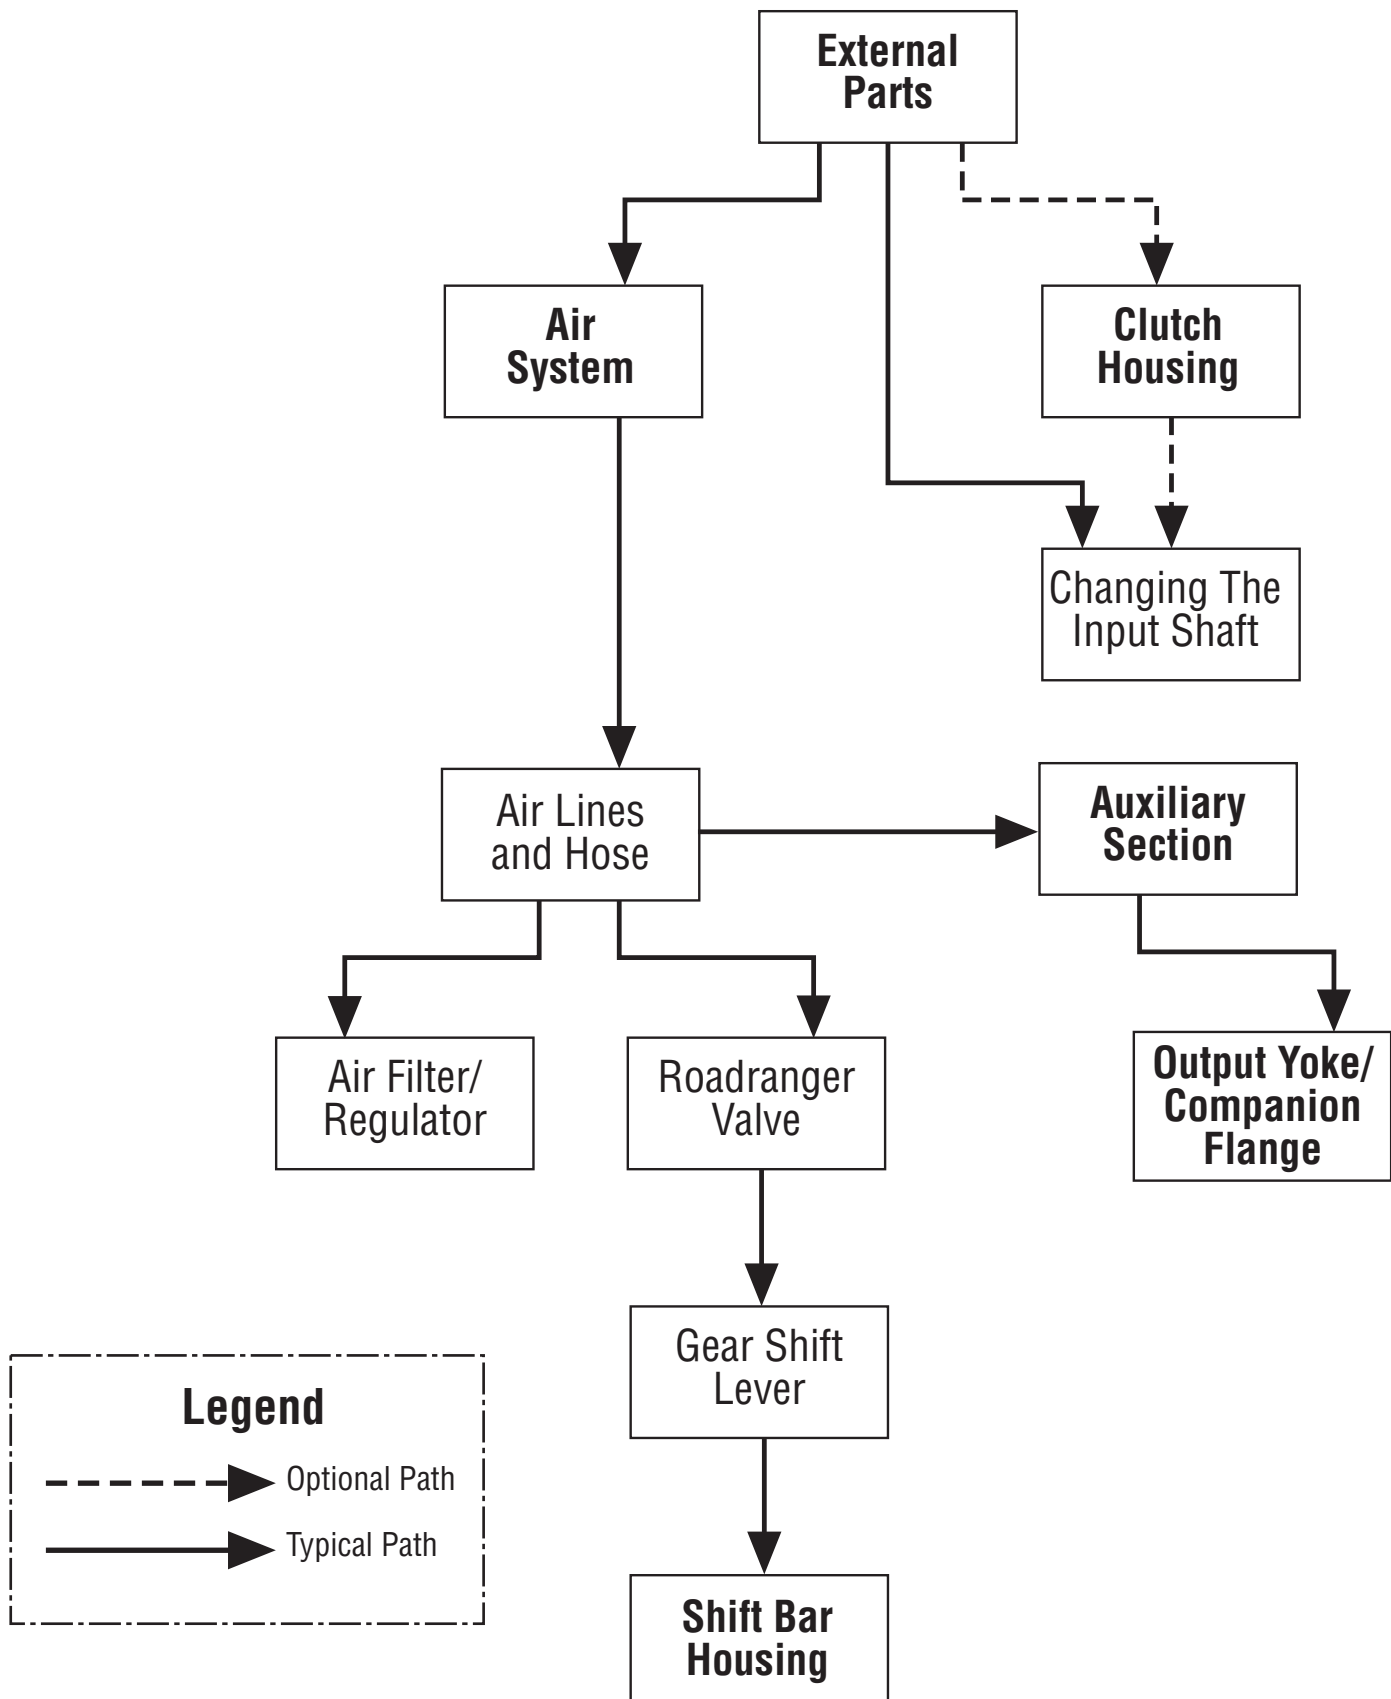 External
Parts
Air
System
Clutch
Housing
Changing The
Input Shaft
Air Lines
and Hose
Auxiliary
Section
Air Filter/
Regulator
Roadranger
Valve
Output Yoke/
Companion
Flange
Gear Shift
Lever
Legend
Optional Path
Typical Path
Shift Bar
Housing